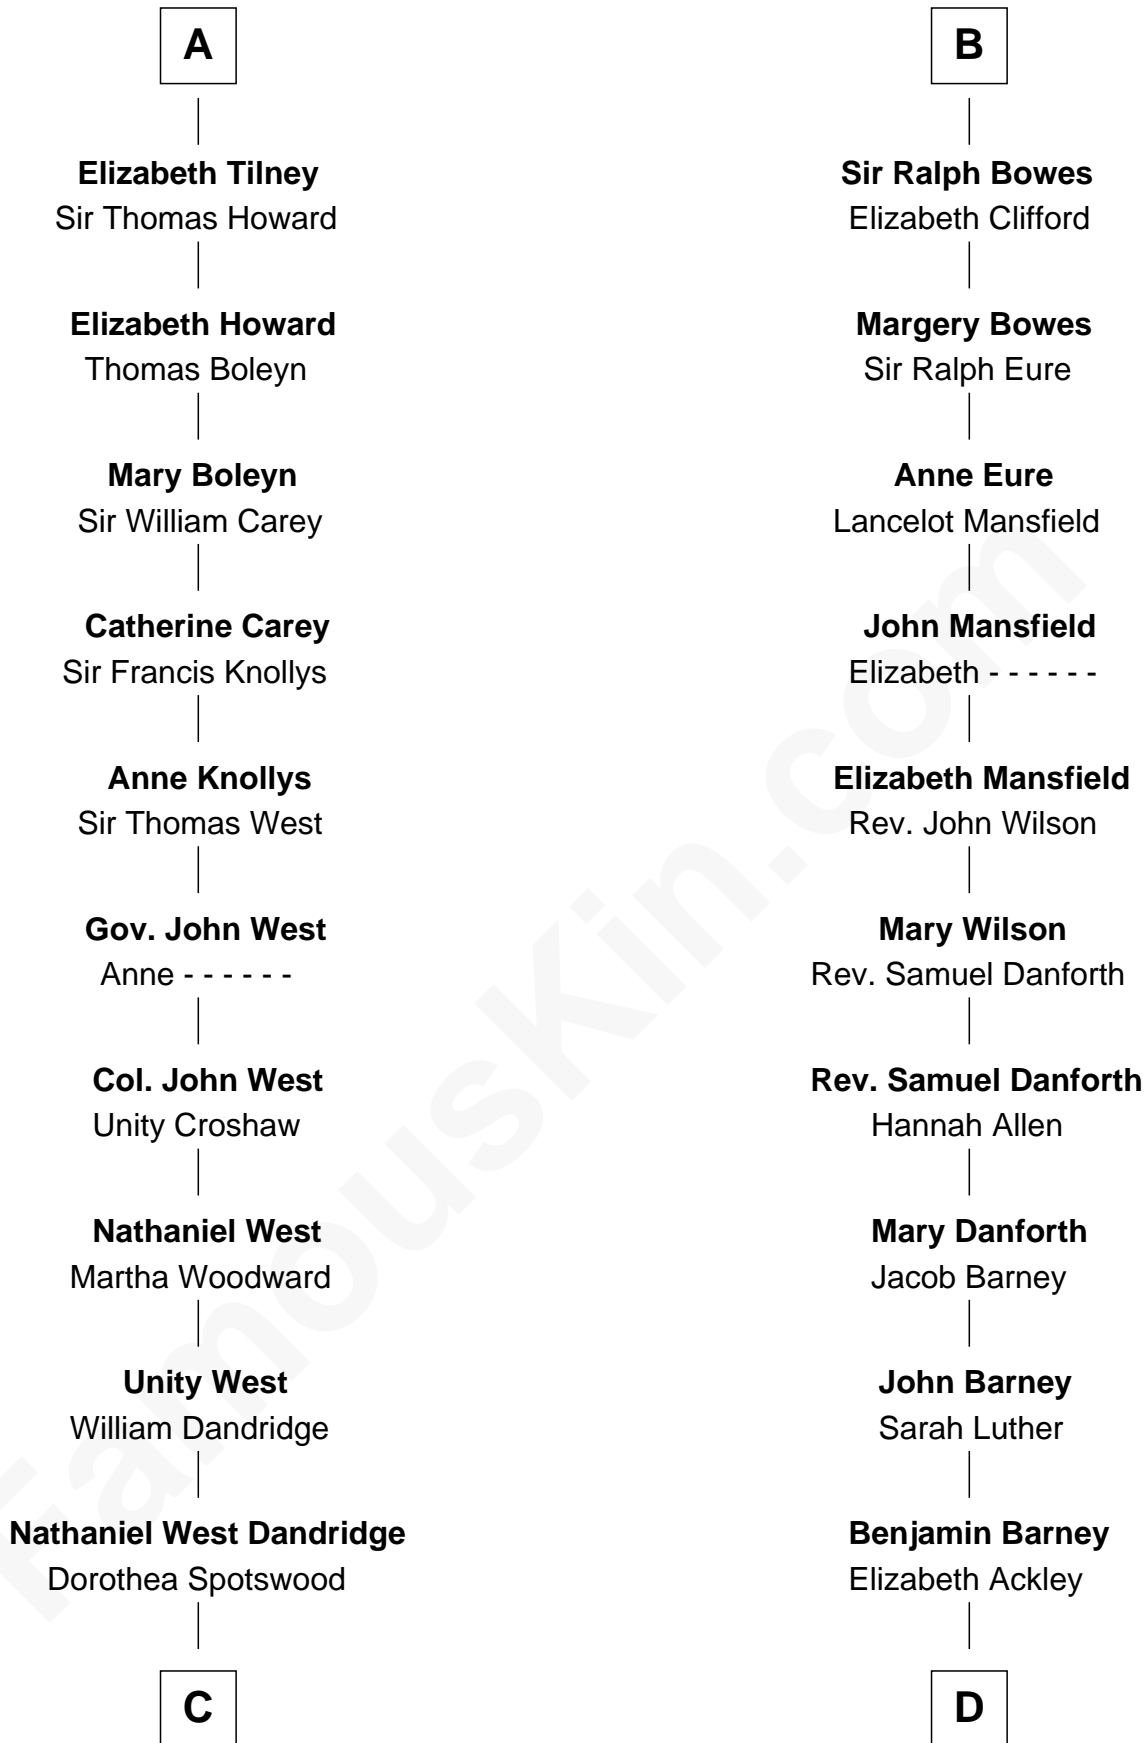 A
Elizabeth Tilney
Sir Thomas Howard
Elizabeth Howard
Thomas Boleyn
Mary Boleyn
Sir William Carey
Catherine Carey
Sir Francis Knollys
Anne Knollys
Sir Thomas West
Gov. John West
Anne - - - - - -
Col. John West
Unity Croshaw
Nathaniel West
Martha Woodward
Unity West
William Dandridge
Nathaniel West Dandridge
Dorothea Spotswood
C
B
Sir Ralph Bowes
Elizabeth Clifford
Margery Bowes
Sir Ralph Eure
Anne Eure
Lancelot Mansfield
John Mansfield
Elizabeth - - - - - -
Elizabeth Mansfield
Rev. John Wilson
Mary Wilson
Rev. Samuel Danforth
Rev. Samuel Danforth
Hannah Allen
Mary Danforth
Jacob Barney
John Barney
Sarah Luther
Benjamin Barney
Elizabeth Ackley
D
FamousKin.com